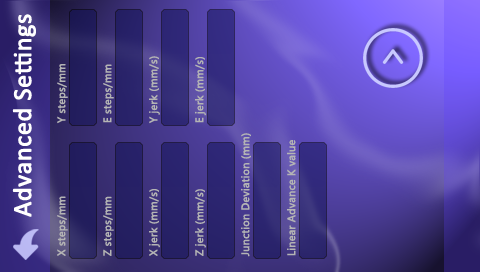 Advanced Settings
X steps/mm
Y steps/mm
Z steps/mm
E steps/mm
X jerk (mm/s)
Y jerk (mm/s)
Z jerk (mm/s)
E jerk (mm/s)
Junction Deviation (mm)
Linear Advance K value